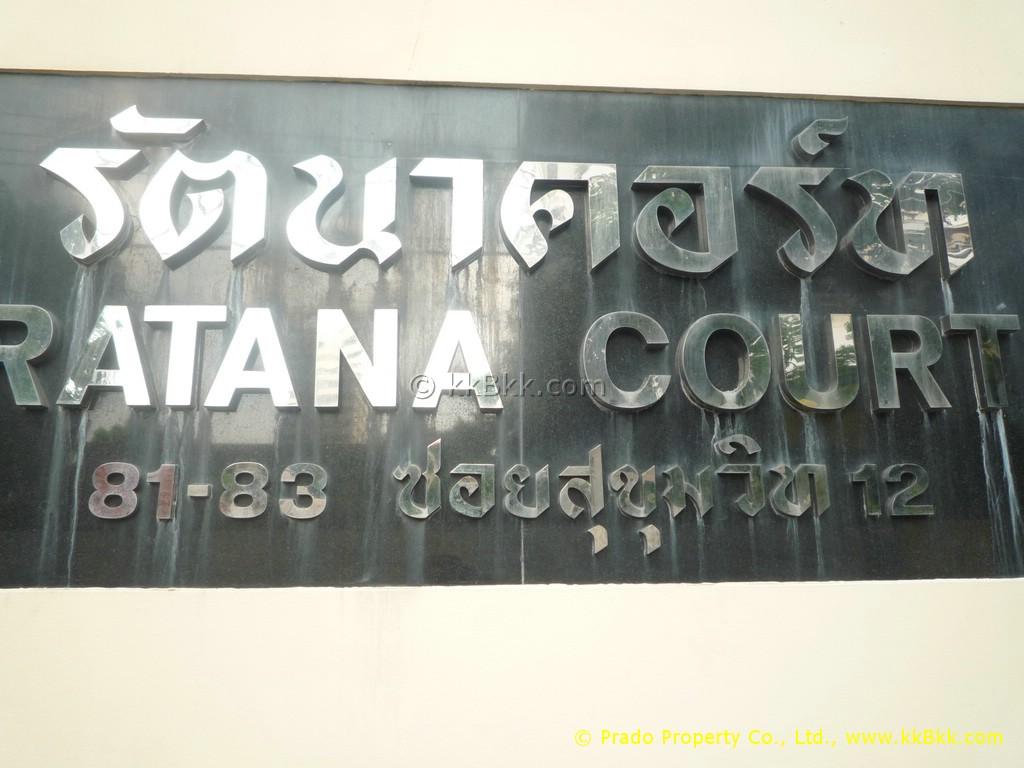 รัตนาคอร์ท
RATANA COURT
© kkBkk.com
81-83 ซ่อยสุขุมวิท 12
© Prado Property Co., Ltd., www.kkBkk.com